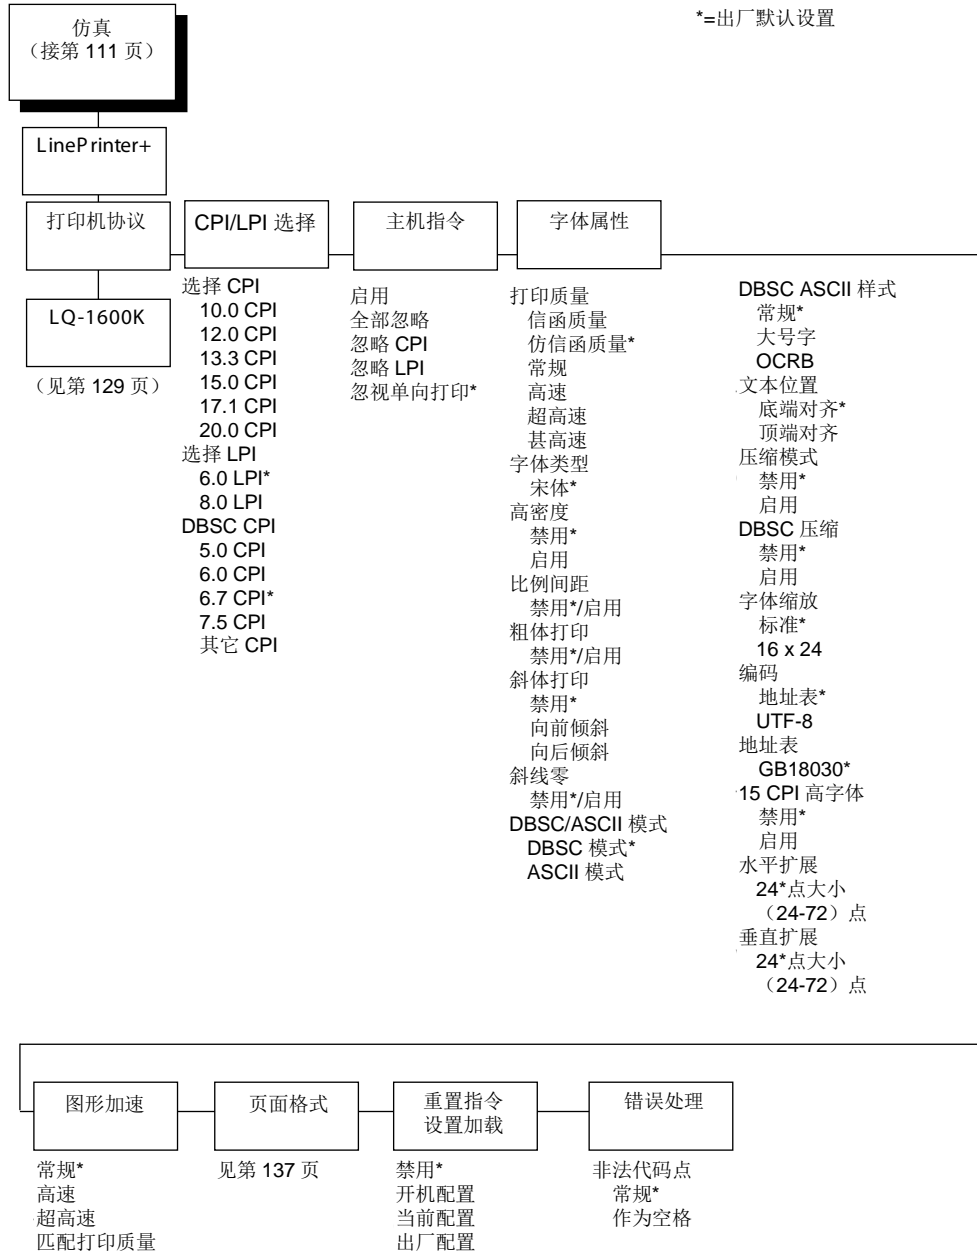 *=出厂默认设置
仿真
（接第 111 页）
LinePrinter+
打印机协议
LQ-1600K
（见第 129 页）
CPI/LPI 选择
选择 CPI
10.0 CPI
12.0 CPI
13.3 CPI
15.0 CPI
17.1 CPI
20.0 CPI
选择 LPI
6.0 LPI*
8.0 LPI
DBSC CPI
5.0 CPI
6.0 CPI
6.7 CPI*
7.5 CPI
其它 CPI
主机指令
启用
全部忽略
忽略 CPI
忽略 LPI
忽视单向打印*
字体属性
打印质量
信函质量
仿信函质量*
常规
高速
超高速
甚高速
字体类型
宋体*
高密度
禁用*
启用
比例间距
禁用*/启用
粗体打印
禁用*/启用
斜体打印
禁用*
向前倾斜
向后倾斜
斜线零
禁用*/启用
DBSC/ASCII 模式
DBSC 模式*
ASCII 模式
DBSC ASCII 样式
常规*
大号字
OCRB
文本位置
底端对齐*
顶端对齐
压缩模式
禁用*
启用
DBSC 压缩
禁用*
启用
字体缩放
标准*
16 x 24
编码
地址表*
UTF-8
地址表
GB18030*
15 CPI 高字体
禁用*
启用
水平扩展
24*点大小
（24-72）点
垂直扩展
24*点大小
（24-72）点
图形加速
常规*
高速
超高速
匹配打印质量
页面格式
见第 137 页
重置指令
设置加载
禁用*
开机配置
当前配置
出厂配置
错误处理
非法代码点
常规*
作为空格